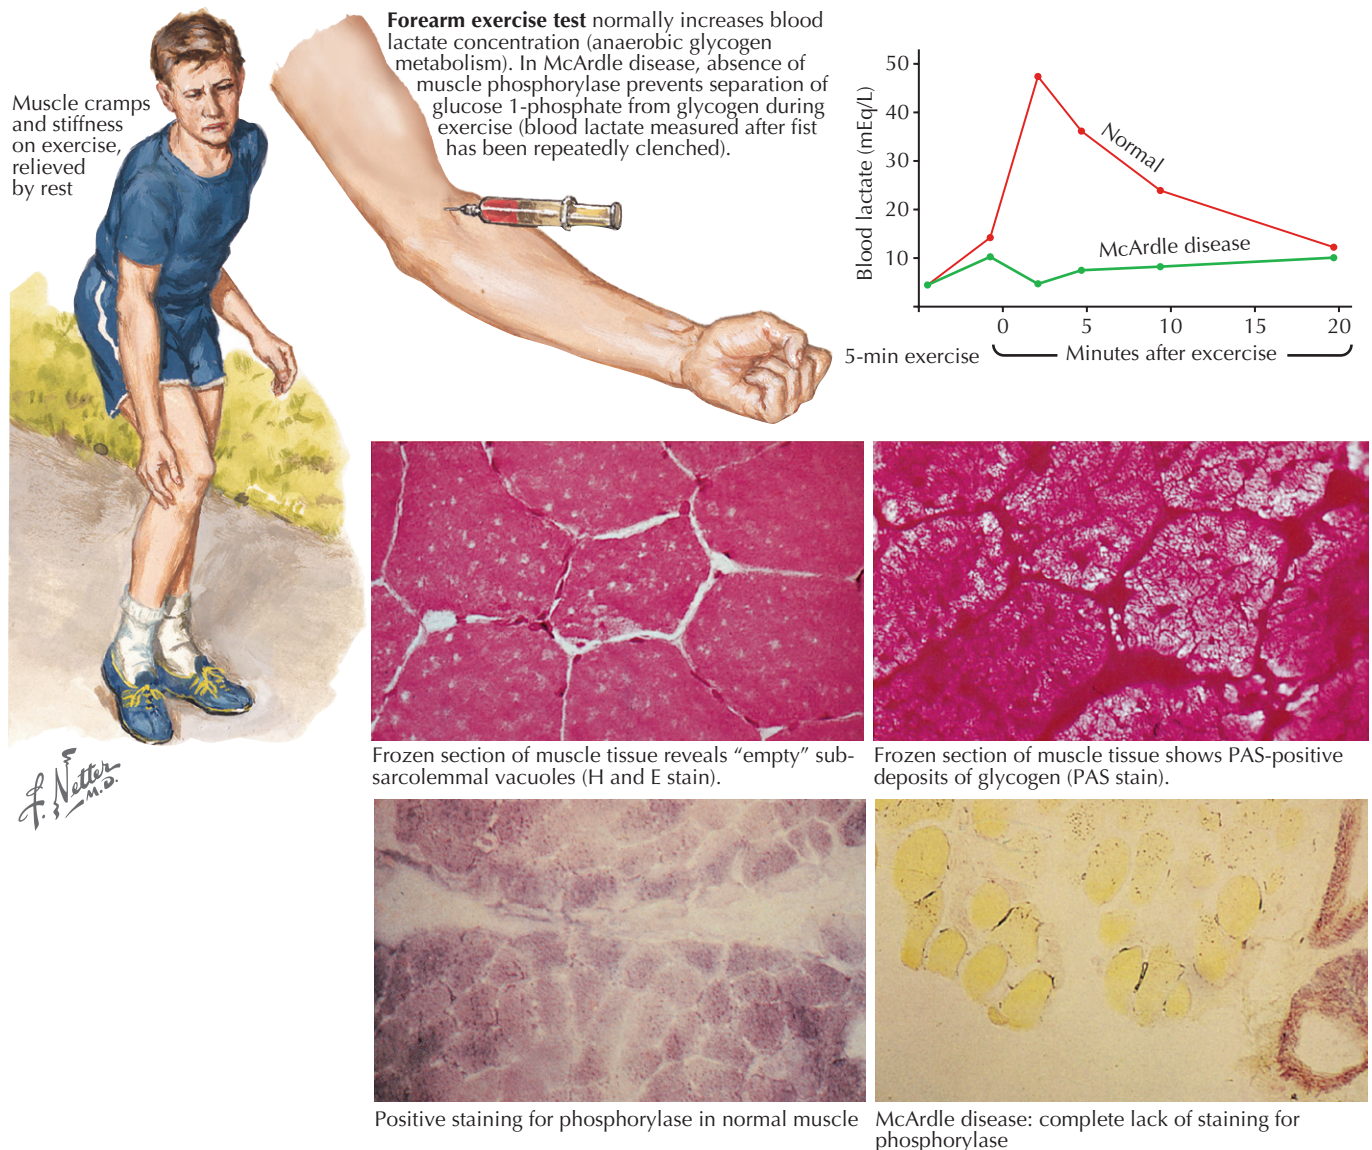 Forearm exercise test normally increases blood
lactate concentration (anaerobic glycogen
metabolism). In McArdle disease, absence of
muscle phosphorylase prevents separation of
glucose 1-phosphate from glycogen during
exercise (blood lactate measured after fist
has been repeatedly clenched).
Muscle cramps
and stiffness
on exercise,
relieved
by rest
Blood lactate (mEq/L)
50
40
30
20
10
Normal
McArdle disease
0
5
10
15
20
5-min exercise
Minutes after excercise
Frozen section of muscle tissue reveals “empty” sub-
sarcolemmal vacuoles (H and E stain).
Frozen section of muscle tissue shows PAS-positive
deposits of glycogen (PAS stain).
F. Netter
M.D.
Positive staining for phosphorylase in normal muscle
McArdle disease: complete lack of staining for
phosphorylase